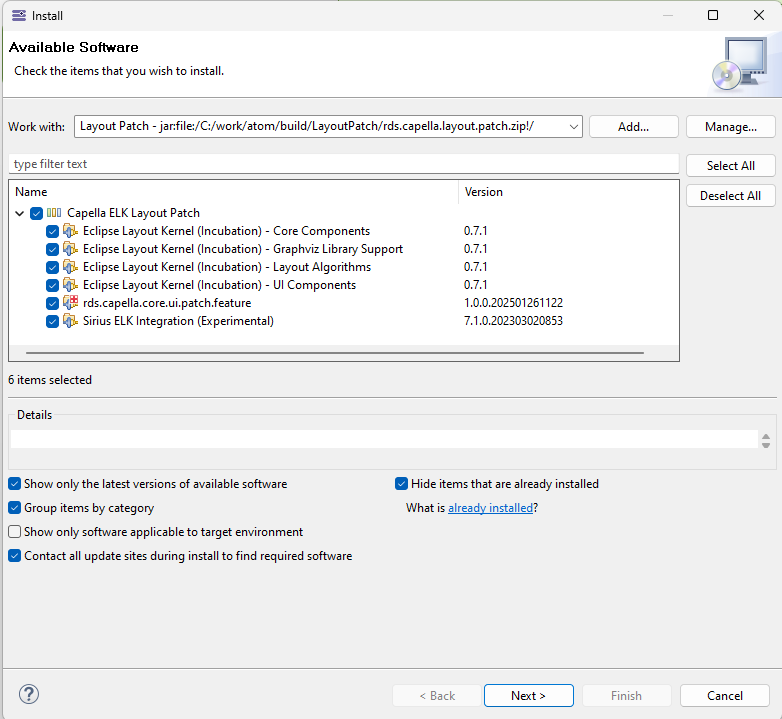 Install
Available Software
Check the items that you wish to install.
Work with: Layout Patch - jar:file:/C:/work/atom/build/LayoutPatch/rds.capella.layout.patch.zip!/ Add... Manage...
type filter text Select All
Name Version Deselect All
Capella ELK Layout Patch
Eclipse Layout Kernel (Incubation) - Core Components 0.7.1
Eclipse Layout Kernel (Incubation) - Graphviz Library Support 0.7.1
Eclipse Layout Kernel (Incubation) - Layout Algorithms 0.7.1
Eclipse Layout Kernel (Incubation) - UI Components 0.7.1
rds.capella.core.ui.patch.feature 1.0.0.202501261122
Sirius ELK Integration (Experimental) 7.1.0.202303020853
6 items selected
Details
Show only the latest versions of available software Hide items that are already installed
Group items by category What is already installed?
Show only software applicable to target environment
Contact all update sites during install to find required software
? < Back Next > Finish Cancel